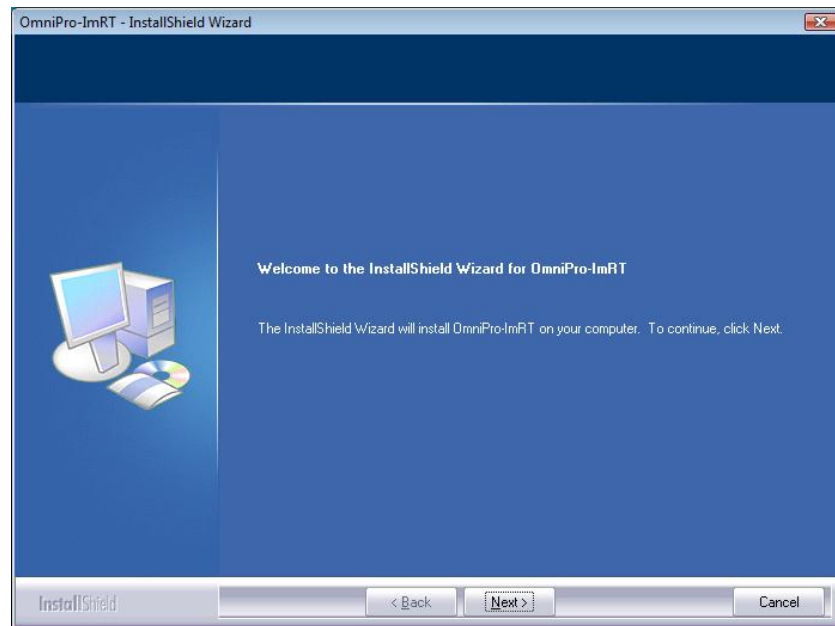 OmniPro-ImRT - InstallShield Wizard
Welcome to the InstallShield Wizard for OmniPro-ImRT
The InstallShield Wizard will install OmniPro-ImRT on your computer.  To continue, click Next.
InstallShield
< Back
Next >
Cancel